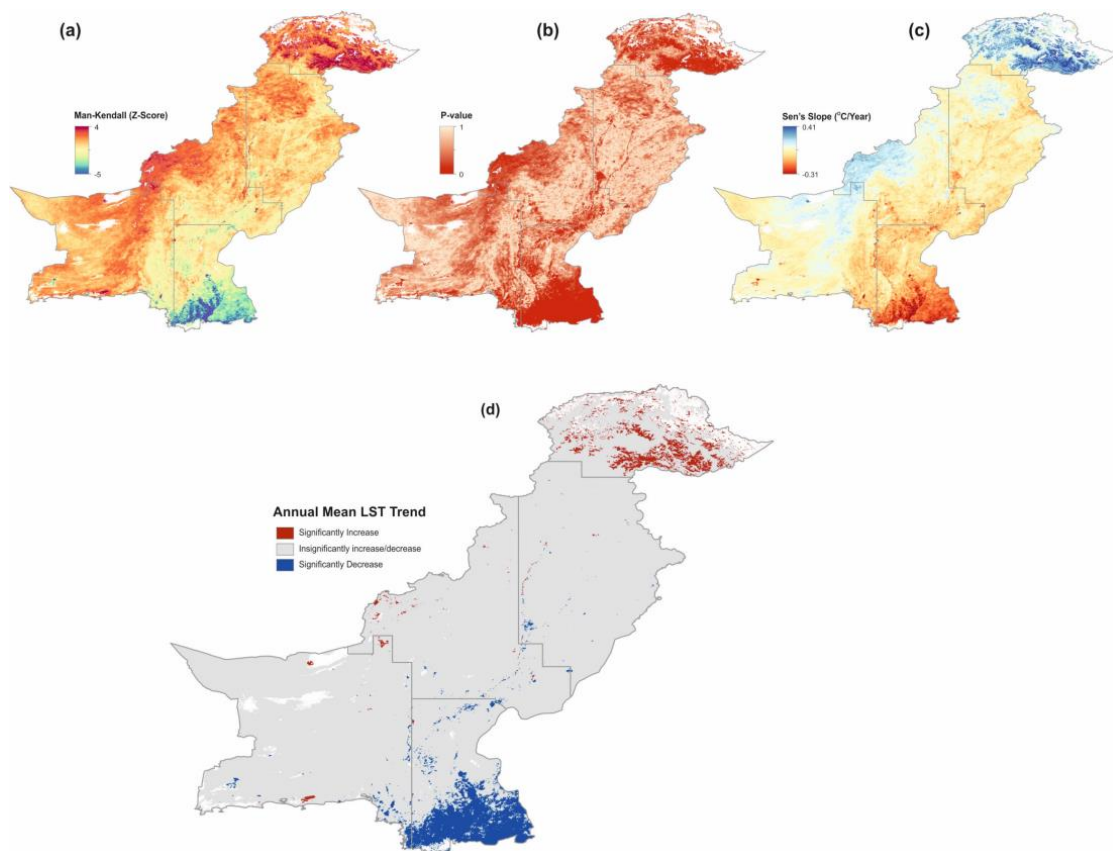 (a)
Man-Kendall (Z-Score)
4
-5
(b)
P-value
1
0
(c)
Sen's Slope (°C/Year)
0.41
-0.31
(d)
Annual Mean LST Trend
Significantly Increase
Insignificantly increase/decrease
Significantly Decrease